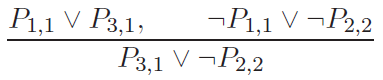 P₁,₁ ∨ P₃,₁,  ¬P₁,₁ ∨ ¬P₂,₂
P₃,₁ ∨ ¬P₂,₂